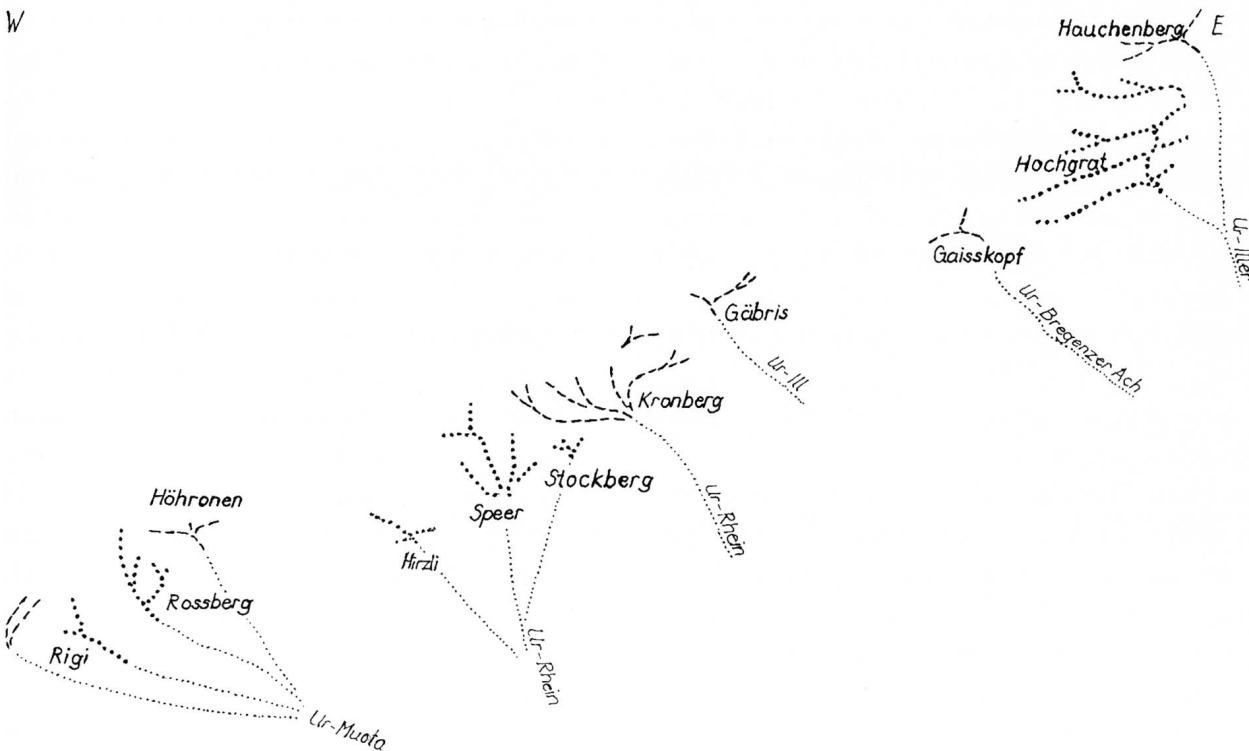 W
Hauchenberg
E
Hochgrat
Ur-Iller
Gaisskopf
Ur-Bregenzer Ach
Gäbris
Ur-Ill
Kronberg
Ur-Rhein
Stockberg
Speer
Höhronen
Hirzli
Rossberg
Ur-Rhein
Rigi
Ur-Muota